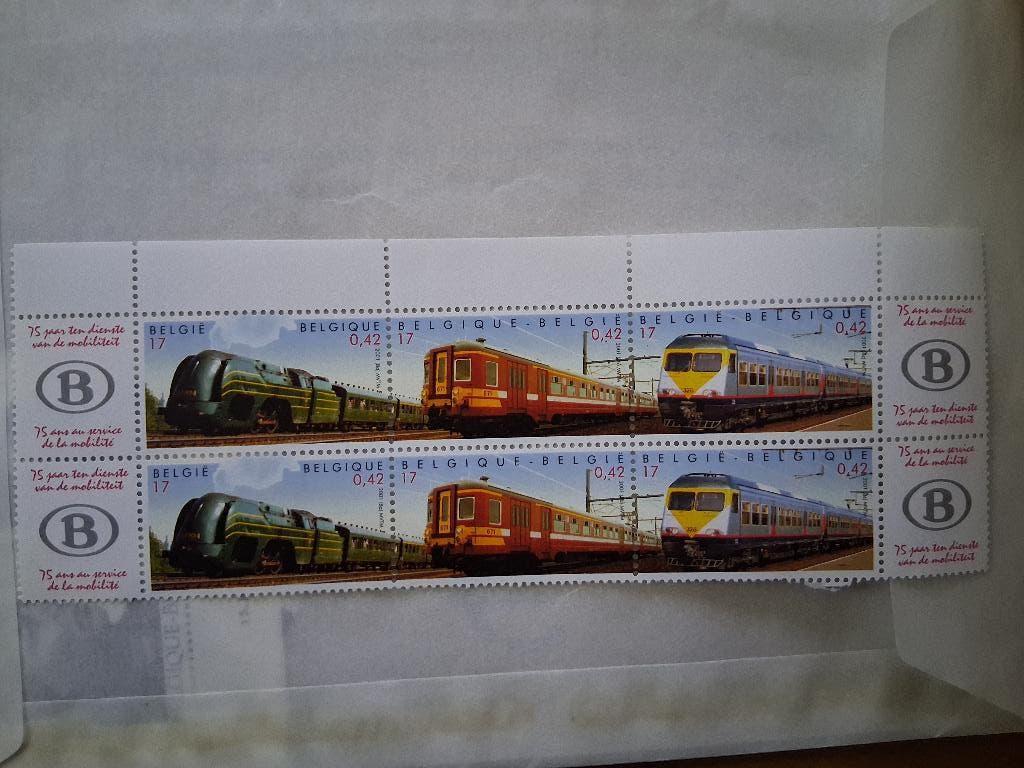 75 jaar ten dienste
van de mobiliteit
B
75 ans au service
de la mobilité
BELGIË BELGIQUE
17 0,42
BELGIQUE-BELGIË
17 0,42
671
BELGIQUE-BELGIË
17 0,42
75 ans au service
de la mobilité
B
75 jaar ten dienste
van de mobiliteit
75 jaar ten dienste
van de mobiliteit
B
75 ans au service
de la mobilité
BELGIË BELGIQUE
17 0,42
BELGIQUE-BELGIË
17 0,42
671
BELGIQUE-BELGIË
17 0,42
75 ans au service
de la mobilité
B
75 jaar ten dienste
van de mobiliteit